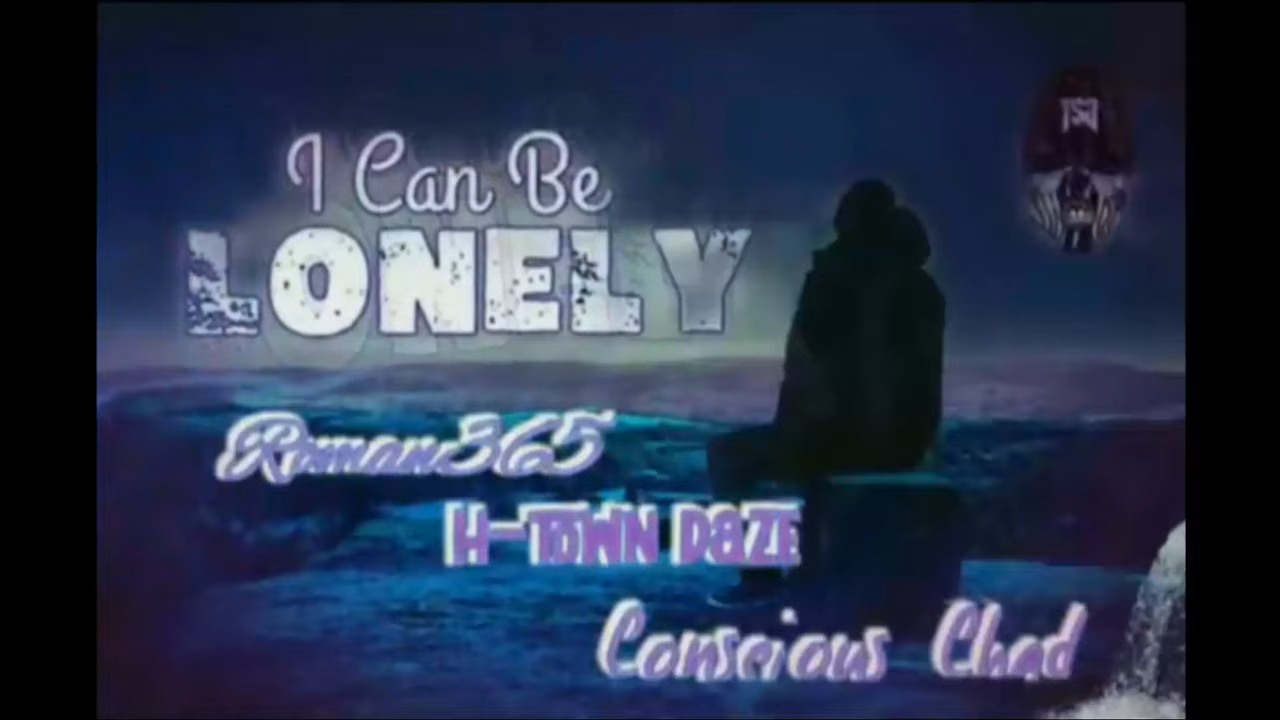 I Can Be
LONELY
Roman365
H-TOWN DAZE
Conscious Chad